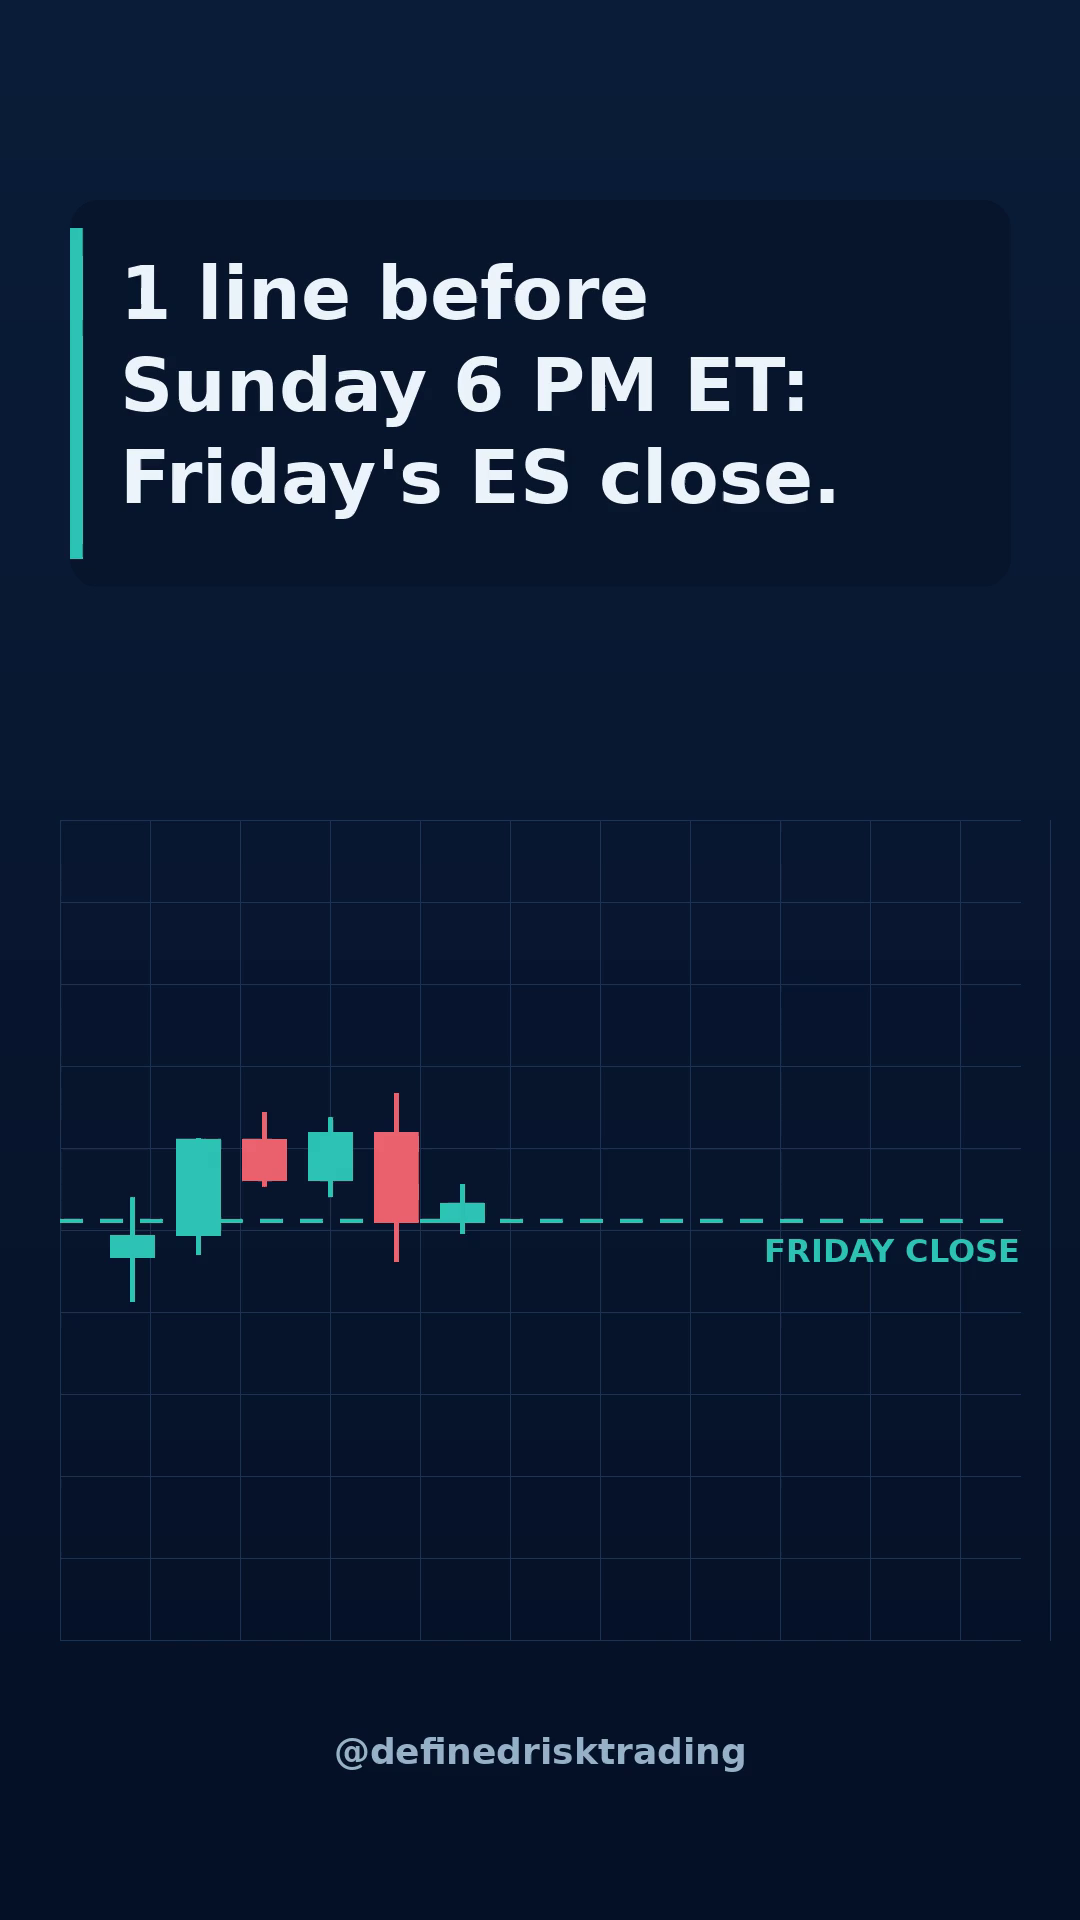 1 line before
Sunday 6 PM ET:
Friday's ES close.
FRIDAY CLOSE
@definedrisktrading